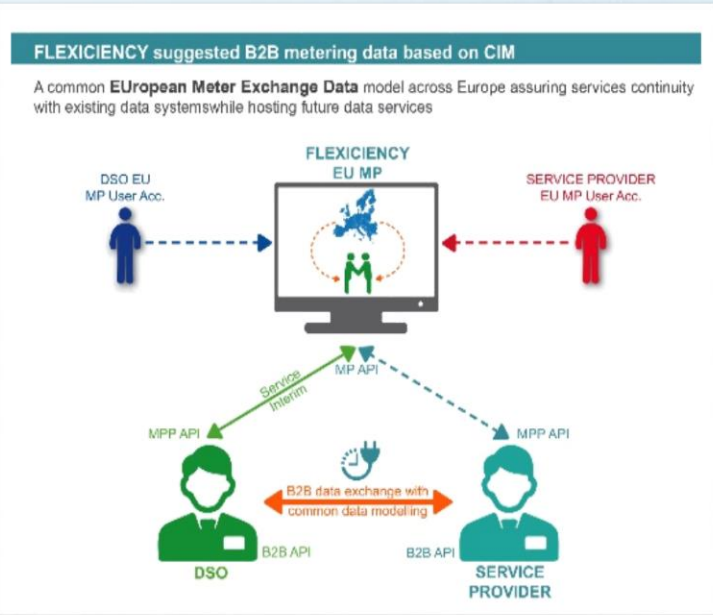 FLEXICIENCY suggested B2B metering data based on CIM
A common EUropean Meter Exchange Data model across Europe assuring services continuity
with existing data systemswhile hosting future data services
FLEXICIENCY
EU MP
DSO EU
MP User Acc.
SERVICE PROVIDER
EU MP User Acc.
MP API
Service
Interim
MPP API
MPP API
B2B data exchange with
common data modelling
B2B API
B2B API
DSO
SERVICE
PROVIDER